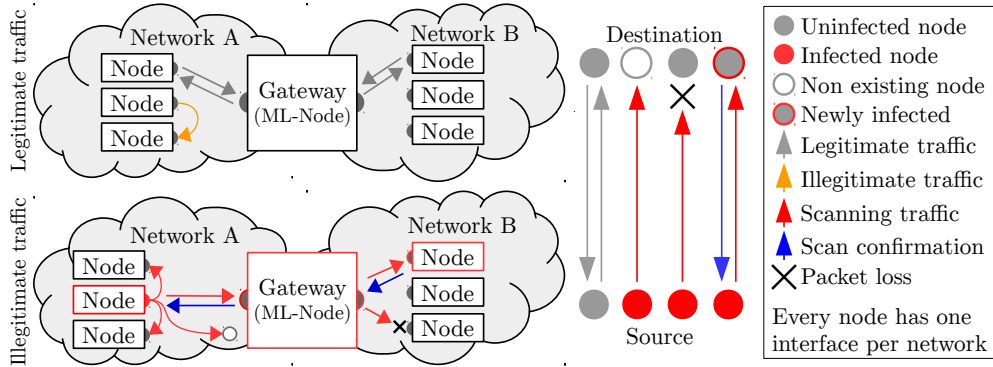 Legitimate traffic
Network A
Node
Node
Node
Gateway
(ML-Node)
Network B
Node
Node
Node
Illegitimate traffic
Network A
Node
Node
Node
Gateway
(ML-Node)
Network B
Node
Node
Node
Destination
Source
Uninfected node
Infected node
Non existing node
Newly infected
Legitimate traffic
Illegitimate traffic
Scanning traffic
Scan confirmation
Packet loss
Every node has one
interface per network